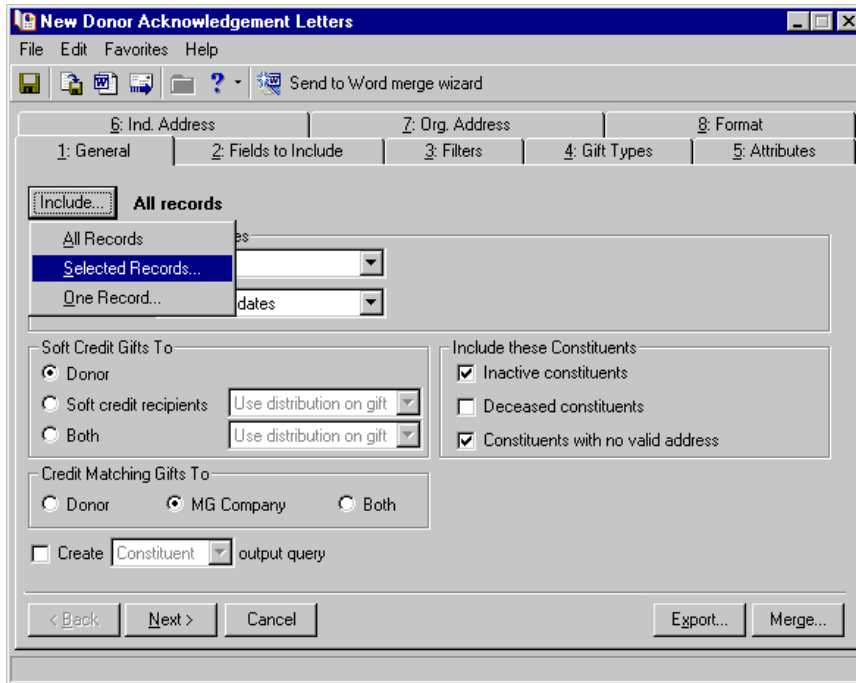 New Donor Acknowledgement Letters
File Edit Favorites Help
? Send to Word merge wizard
6: Ind. Address 7: Org. Address 8: Format
1: General 2: Fields to Include 3: Filters 4: Gift Types 5: Attributes
Include... All records
All Records
Selected Records...
One Record...
dates
Soft Credit Gifts To
Donor
Soft credit recipients Use distribution on gift
Both Use distribution on gift
Include these Constituents
Inactive constituents
Deceased constituents
Constituents with no valid address
Credit Matching Gifts To
Donor MG Company Both
Create Constituent output query
< Back Next > Cancel Export... Merge...